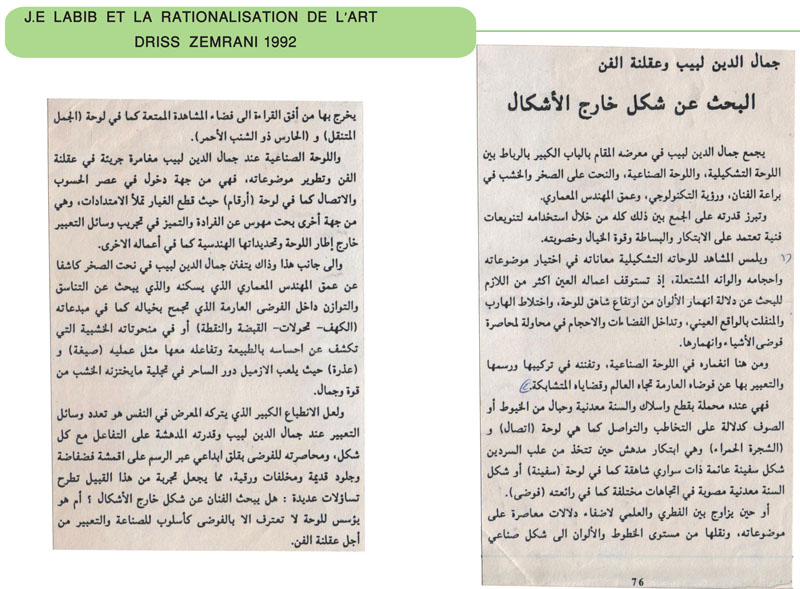 J.E LABIB ET LA RATIONALISATION DE L'ART
DRISS ZEMRANI 1992
جمال الدين لبيب وعقلنة الفن
البحث عن شكل خارج الأشكال
يجمع جمال الدين لبيب في معرضه المقام بالباب الكبير بالرباط بين
اللوحة التشكيلية، واللوحة الصناعية، والنحت على الصخر والخشب في
براعة الفنان، ورؤية التكنولوجي، وعمق المهندس المعماري.
وتبرز قدرته على الجمع بين ذلك كله من خلال استخدامه لتنويعات
فنية تعتمد على الابتكار والبساطة وقوة الخيال وخصوبته.
ويلمس المشاهد للوحاته التشكيلية معاناته في اختيار موضوعاته
واحجامه والوانه المشتعلة، إذ تستوقف اعماله العين اكثر من اللازم
للبحث عن دلالة انهمار الألوان من ارتفاع شاهق للوحة، واختلاط الهارب
والمنفلت بالواقع العيني، وتداخل الفضاءات والاحجام في محاولة لمحاصرة
فوضى الأشياء وانهمارها.
ومن هنا انغماره في اللوحة الصناعية، وتفننه في تركيبها ورسمها
والتعبير بها عن فوضاه العارمة تجاه العالم وقضاياه المتشابكة.
فهي عنده محملة بقطع واسلاك والسنة معدنية وحبال من الخيوط أو
الصوف كدلالة على التخاطب والتواصل كما هي لوحة (اتصال) و
(الشجرة الحمراء) وهي ابتكار مدهش حين تتخذ من علب السردين
شكل سفينة عائمة ذات سواري شاهقة كما في لوحة (سفينة) أو شكل
السنة معدنية مصوبة في اتجاهات مختلفة كما في رائعته (فوضى).
أو حين يزاوج بين الفطري والعلمي لاضفاء دلالات معاصرة على
موضوعاته، ونقلها من مستوى الخطوط والألوان الى شكل صناعي
76
يخرج بها من أفق القراءة الى فضاء المشاهدة الممتعة كما في لوحة (الجمل
المتنقل) و (الحارس ذو الشنب الأحمر).
واللوحة الصناعية عند جمال الدين لبيب مغامرة جريئة في عقلنة
الفن وتطوير موضوعاته، فهي من جهة دخول في عصر الحسوب
والاتصال كما في لوحة (أرقام) حيث قطع الغيار تملأ الامتدادات، وهي
من جهة أخرى بحث مهوس عن الفرادة والتميز في تجريب وسائل التعبير
خارج إطار اللوحة وتحديداتها الهندسية كما في أعماله الاخرى.
والى جانب هذا وذاك يتفنن جمال الدين لبيب في نحت الصخر كاشفا
عن عمق المهندس المعماري الذي يسكنه والذي يبحث عن التناسق
والتوازن داخل الفوضى العارمة الذي تجمح بخياله كما في مبدعاته
(الكهف- تحولات- القبضة والنقطة) أو في منحوتاته الخشبية التي
تكشف عن احساسه بالطبيعة وتفاعله معها مثل عمليه (صيغة) و
(عذرة) حيث يلعب الازميل دور الساحر في تجلية مايختزنه الخشب من
قوة وجمال.
ولعل الانطباع الكبير الذي يتركه المعرض في النفس هو تعدد وسائل
التعبير عند جمال الدين لبيب وقدرته المدهشة على التفاعل مع كل
شكل، ومحاصرته للفوضى بقلق ابداعي عبر الرسم على اقمشة فضفاضة
وجلود قديمة ومخلفات ورقية، مما يجعل تجربة من هذا القبيل تطرح
تساؤلات عديدة : هل يبحث الفنان عن شكل خارج الأشكال ؟ أم هو
يؤسس للوحة لا تعترف الا بالفوضى كأسلوب للصناعة والتعبير من
أجل عقلنة الفن.